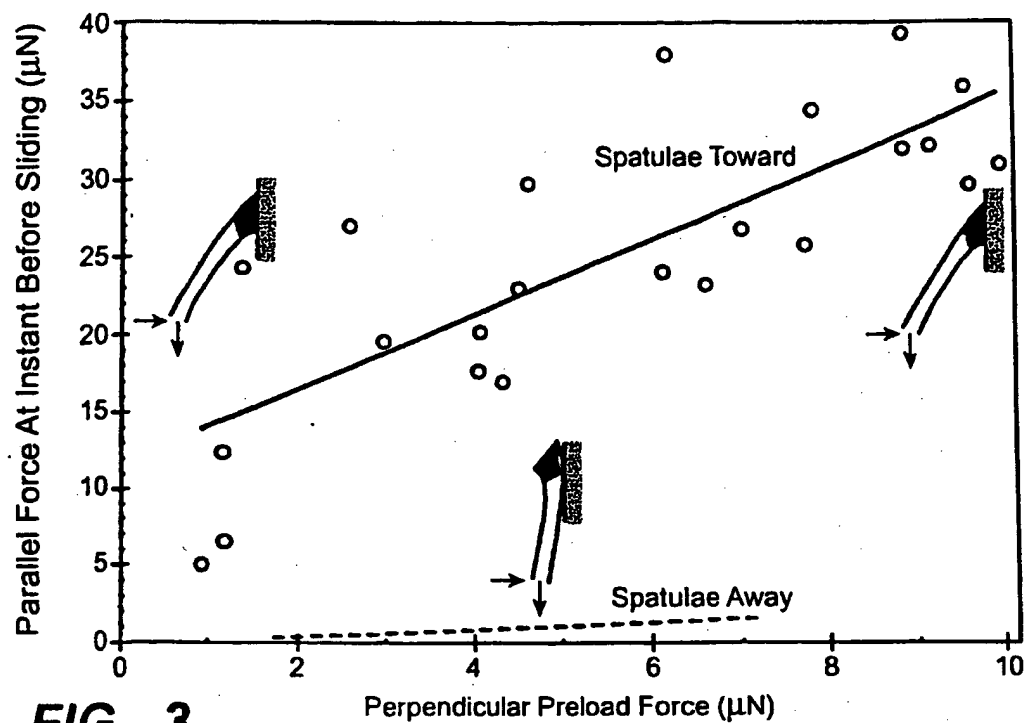 Parallel Force At Instant Before Sliding (μN)
40
35
30
25
20
15
10
5
0
Spatulae Toward
Spatulae Away
0 2 4 6 8 10
Perpendicular Preload Force (μN)
FIG._3